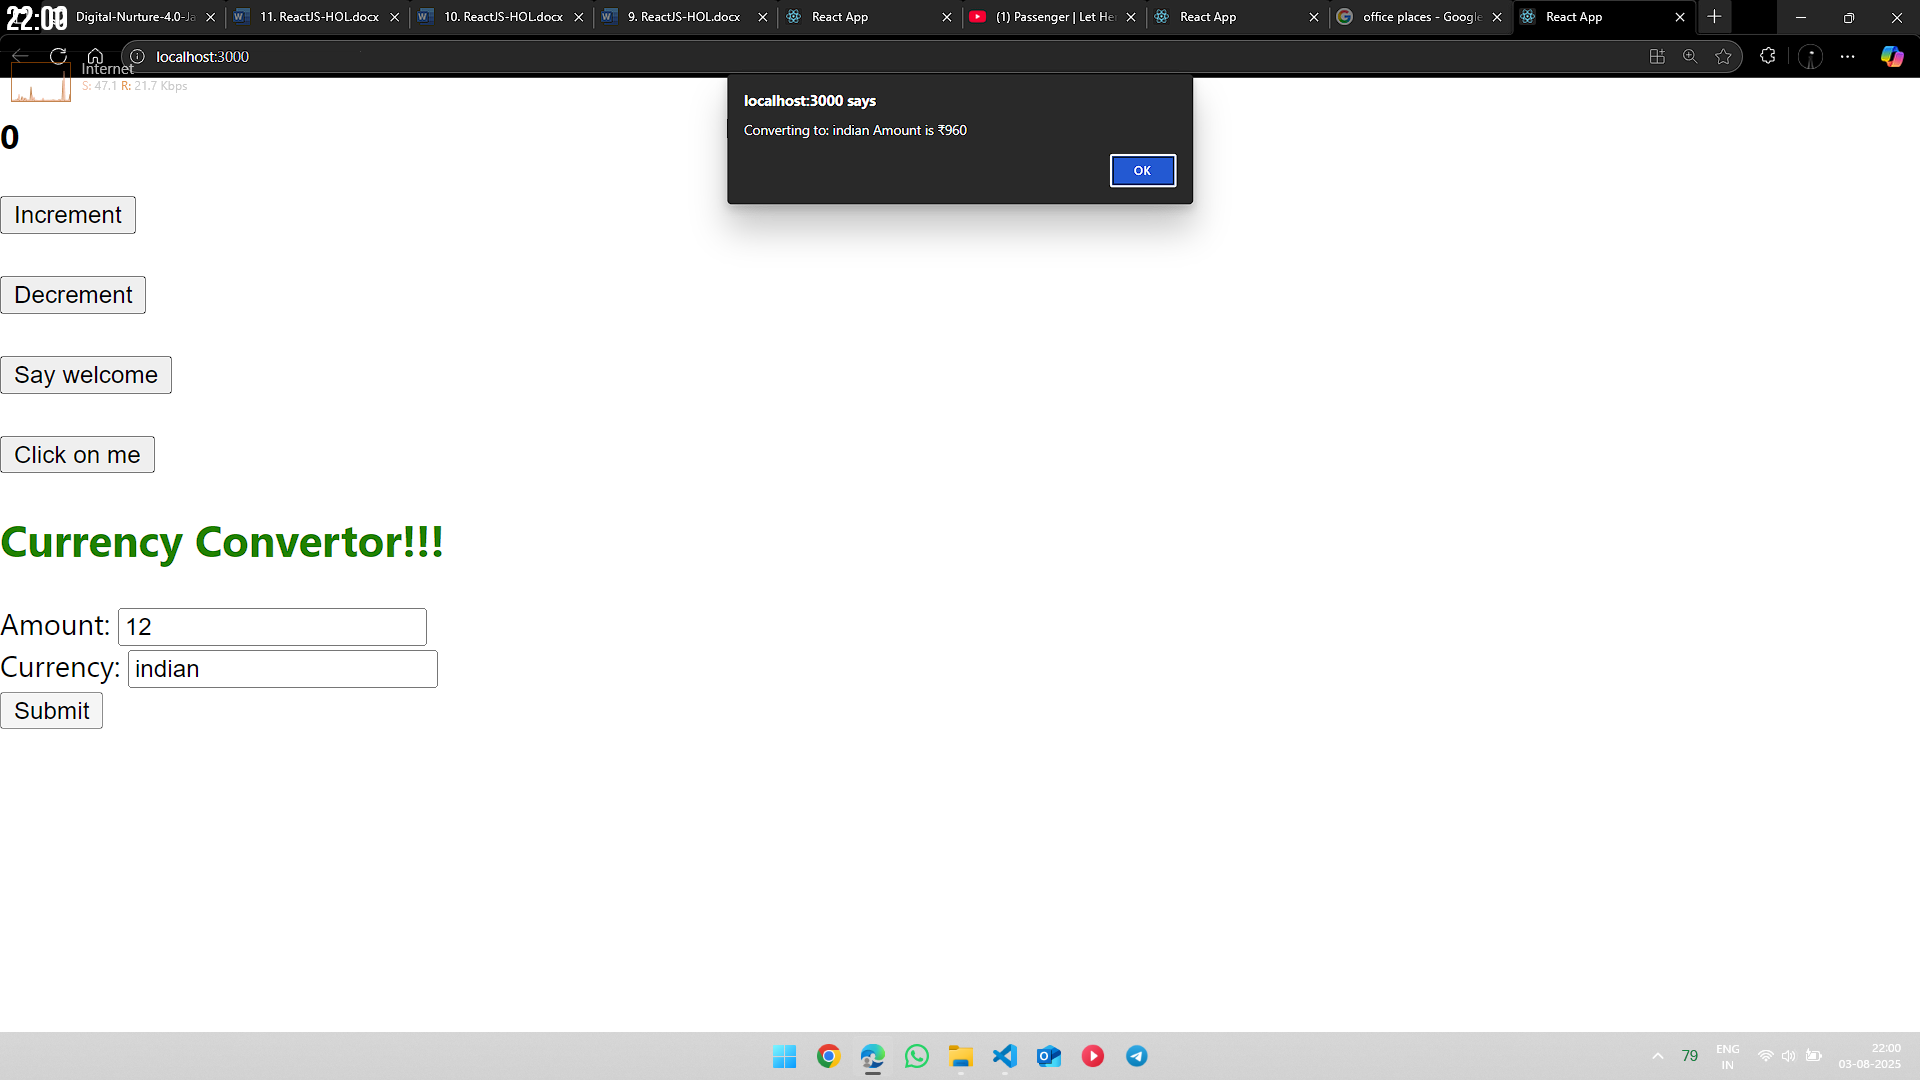 22:00
Digital-Nurture-4.0-Ja
11. ReactJS-HOL.docx
10. ReactJS-HOL.docx
9. ReactJS-HOL.docx
React App
(1) Passenger | Let He
React App
office places - Google
React App
localhost:3000
Internet
S: 47.1 R: 21.7 Kbps
localhost:3000 says
Converting to: indian Amount is ₹960
OK
0
Increment
Decrement
Say welcome
Click on me
Currency Convertor!!!
Amount: 12
Currency: indian
Submit
79
ENG
IN
22:00
03-08-2025